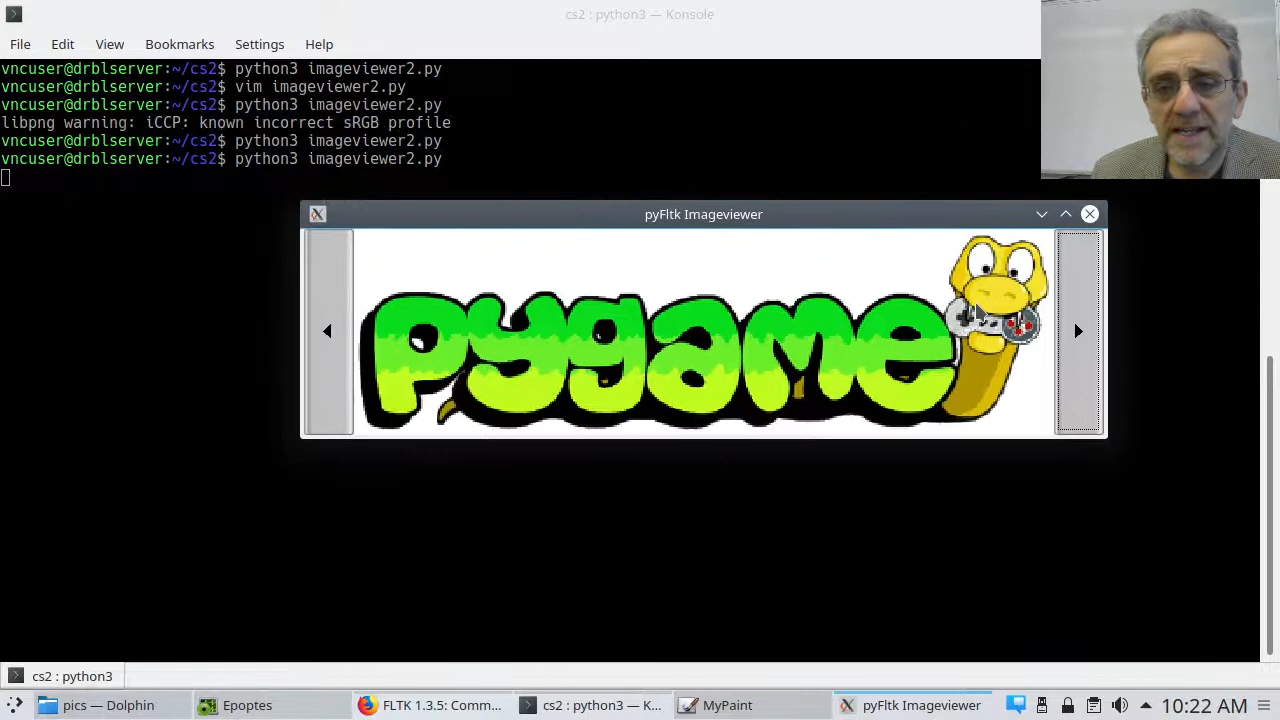 cs2 : python3 — Konsole
File Edit View Bookmarks Settings Help
vncuser@drblserver:~/cs2$ python3 imageviewer2.py
vncuser@drblserver:~/cs2$ vim imageviewer2.py
vncuser@drblserver:~/cs2$ python3 imageviewer2.py
libpng warning: iCCP: known incorrect sRGB profile
vncuser@drblserver:~/cs2$ python3 imageviewer2.py
vncuser@drblserver:~/cs2$ python3 imageviewer2.py
pyFltk Imageviewer
pygame
cs2 : python3
pics — Dolphin Epoptes FLTK 1.3.5: Comm... cs2 : python3 — K... MyPaint pyFltk Imageviewer 10:22 AM